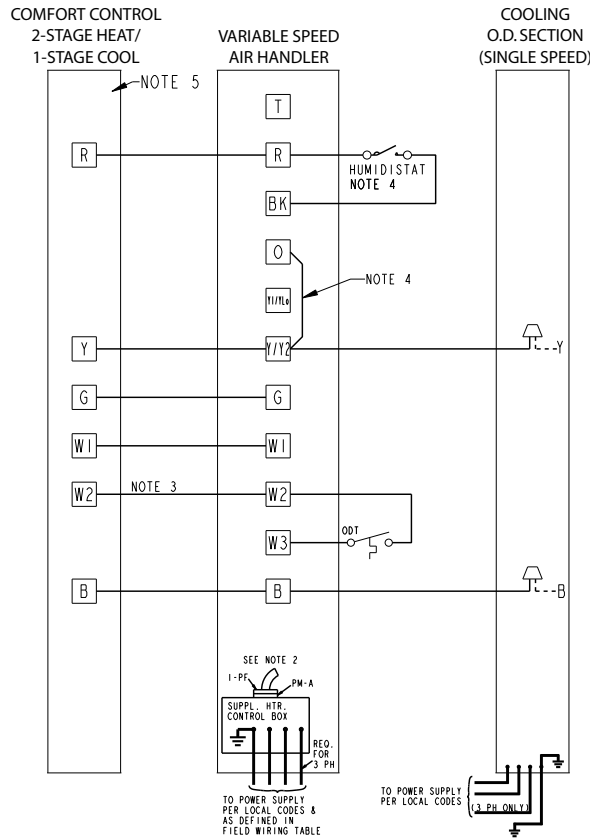 COMFORT CONTROL
2-STAGE HEAT/
1-STAGE COOL
VARIABLE SPEED
AIR HANDLER
COOLING
O.D. SECTION
(SINGLE SPEED)
NOTE 5
T
R
R
HUMIDISTAT
NOTE 4
BK
O
NOTE 4
Y1/YLo
Y
Y/Y2
Y
G
G
W1
W1
W2
NOTE 3
W2
W3
ODT
B
B
B
SEE NOTE 2
1-PF
PM-A
SUPPL. HTR.
CONTROL BOX
REQ.
FOR
3 PH
TO POWER SUPPLY
PER LOCAL CODES &
AS DEFINED IN
FIELD WIRING TABLE
TO POWER SUPPLY
PER LOCAL CODES
(3 PH ONLY)